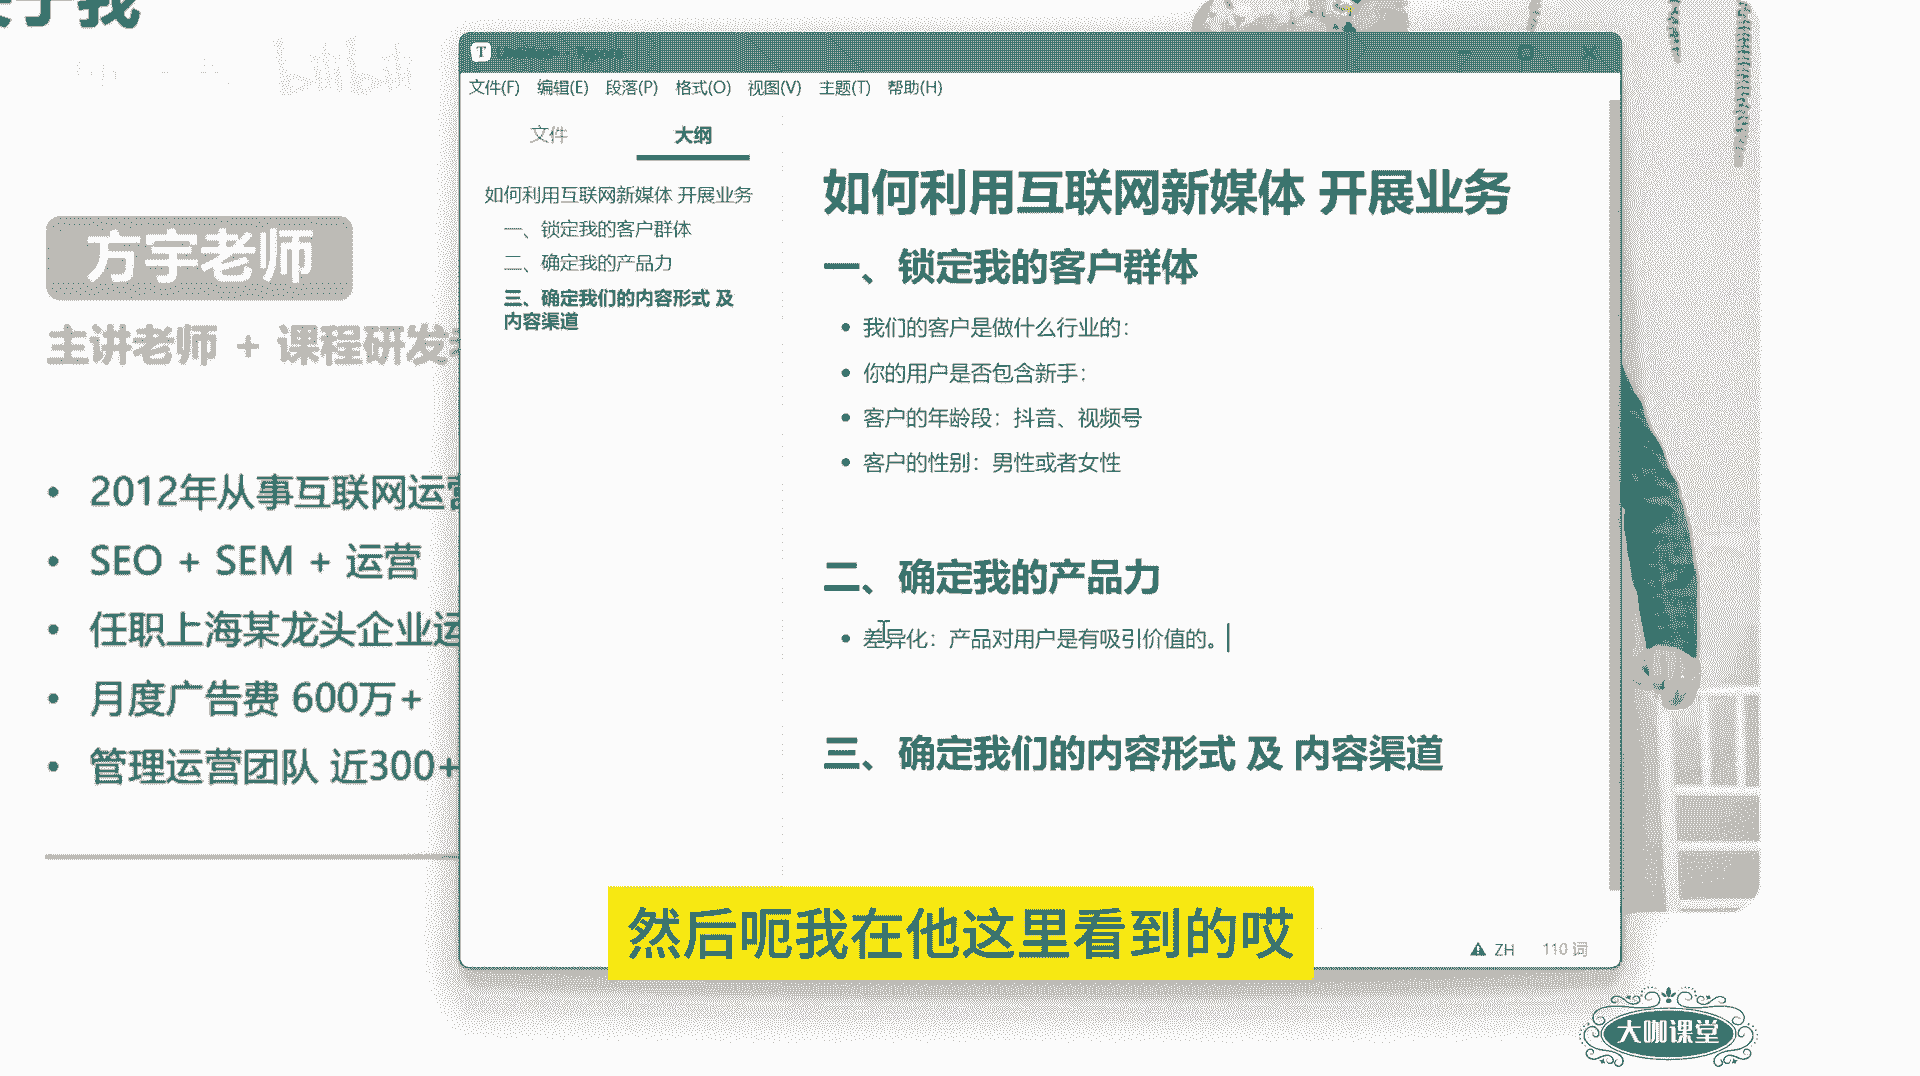 bilibili
方宇老师
主讲老师 + 课程研发
2012年从事互联网运营
SEO + SEM + 运营
任职上海某龙头企业运
月度广告费 600万+
管理运营团队 近300+
文件(F) 编辑(E) 段落(P) 格式(O) 视图(V) 主题(T) 帮助(H)
文件 大纲
如何利用互联网新媒体 开展业务
一、锁定我的客户群体
二、确定我的产品力
三、确定我们的内容形式 及
内容渠道
如何利用互联网新媒体 开展业务
一、锁定我的客户群体
我们的客户是做什么行业的：
你的用户是否包含新手：
客户的年龄段：抖音、视频号
客户的性别：男性或者女性
二、确定我的产品力
差异化：产品对用户是有吸引价值的。
三、确定我们的内容形式 及 内容渠道
ZH 110 词
然后呃我在他这里看到的哎
大咖课堂